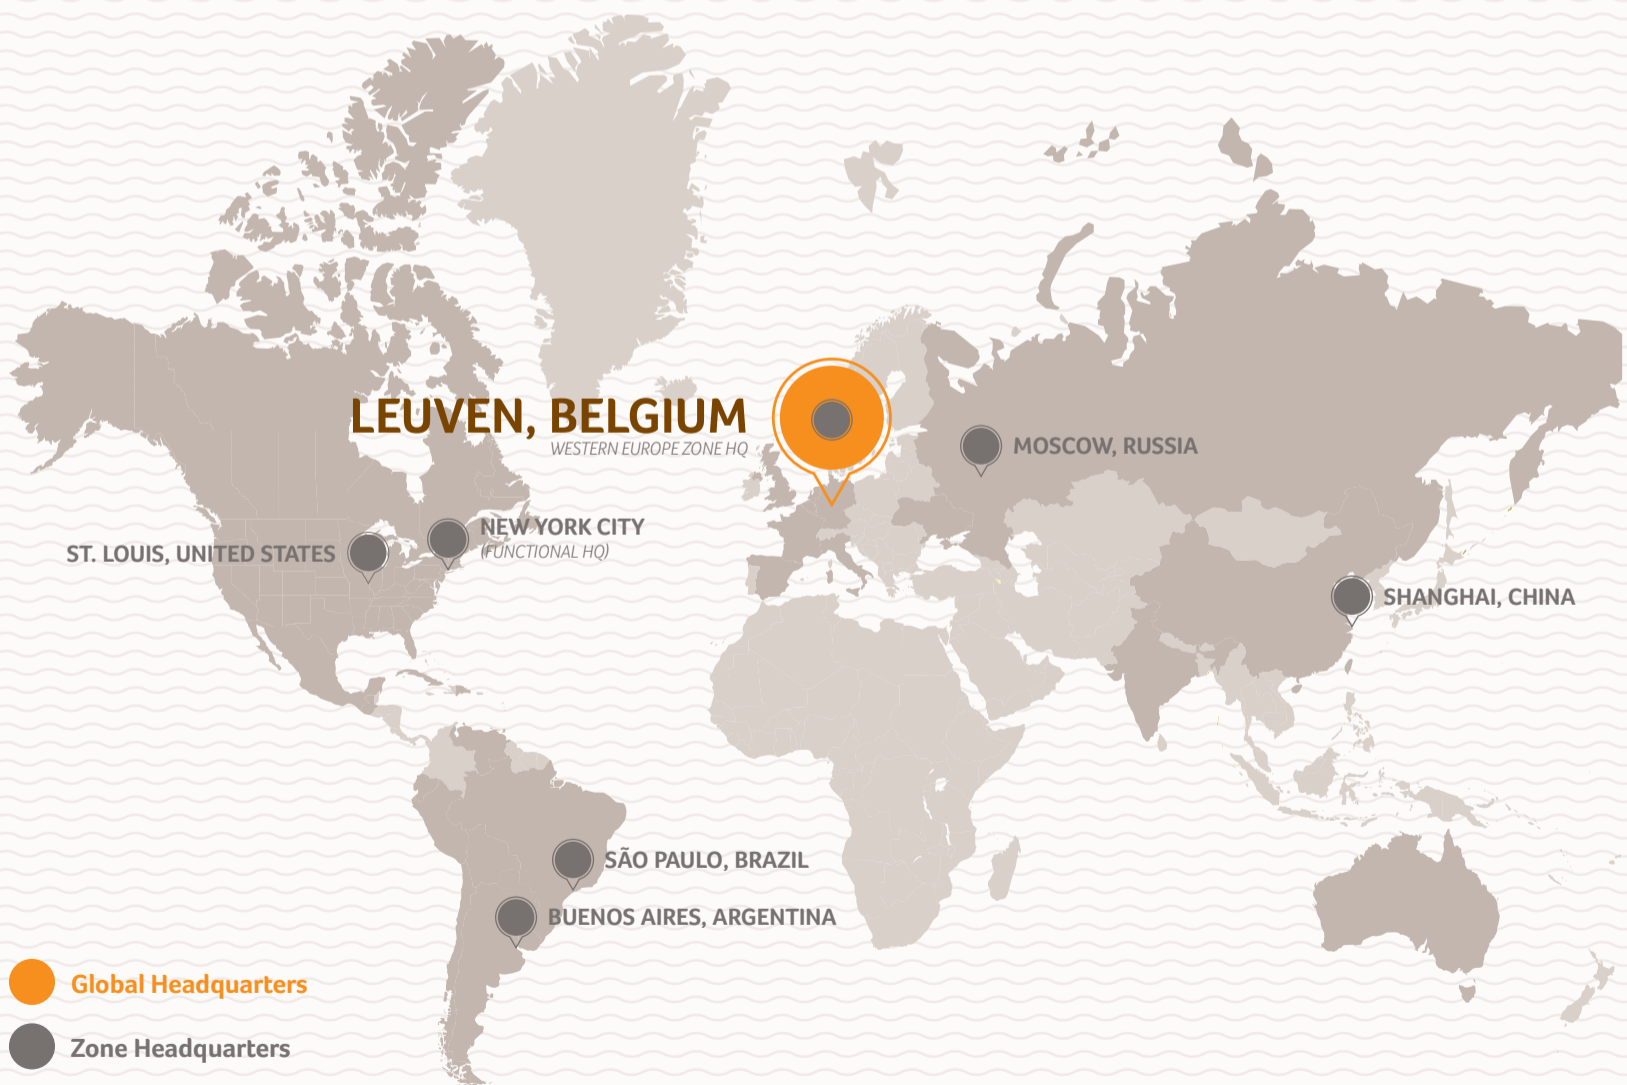 LEUVEN, BELGIUM
WESTERN EUROPE ZONE HQ
MOSCOW, RUSSIA
NEW YORK CITY
(FUNCTIONAL HQ)
ST. LOUIS, UNITED STATES
SHANGHAI, CHINA
SÃO PAULO, BRAZIL
BUENOS AIRES, ARGENTINA
Global Headquarters
Zone Headquarters